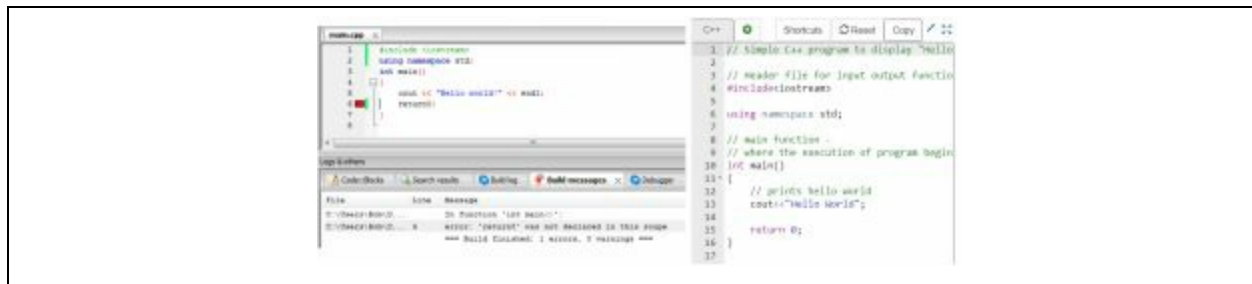 main.cpp
1 #include <iostream>
2 using namespace std;
3 int main()
4 {
5 cout << "Hello world!" << endl;
6 return0;
7 }
8
Logs & others
Code::Blocks Search results Build log Build messages Debugger
File Line Message
In function 'int main()':
6 error: 'return0' was not declared in this scope
=== Build finished: 1 errors, 0 warnings ===
C++ Shortcuts Reset Copy
1 // Simple C++ program to display "Hello
2
3 // Header file for input output functio
4 #include<iostream>
5
6 using namespace std;
7
8 // main function -
9 // where the execution of program begin
10 int main()
11 {
12 // prints hello world
13 cout<<"Hello World";
14
15 return 0;
16 }
17